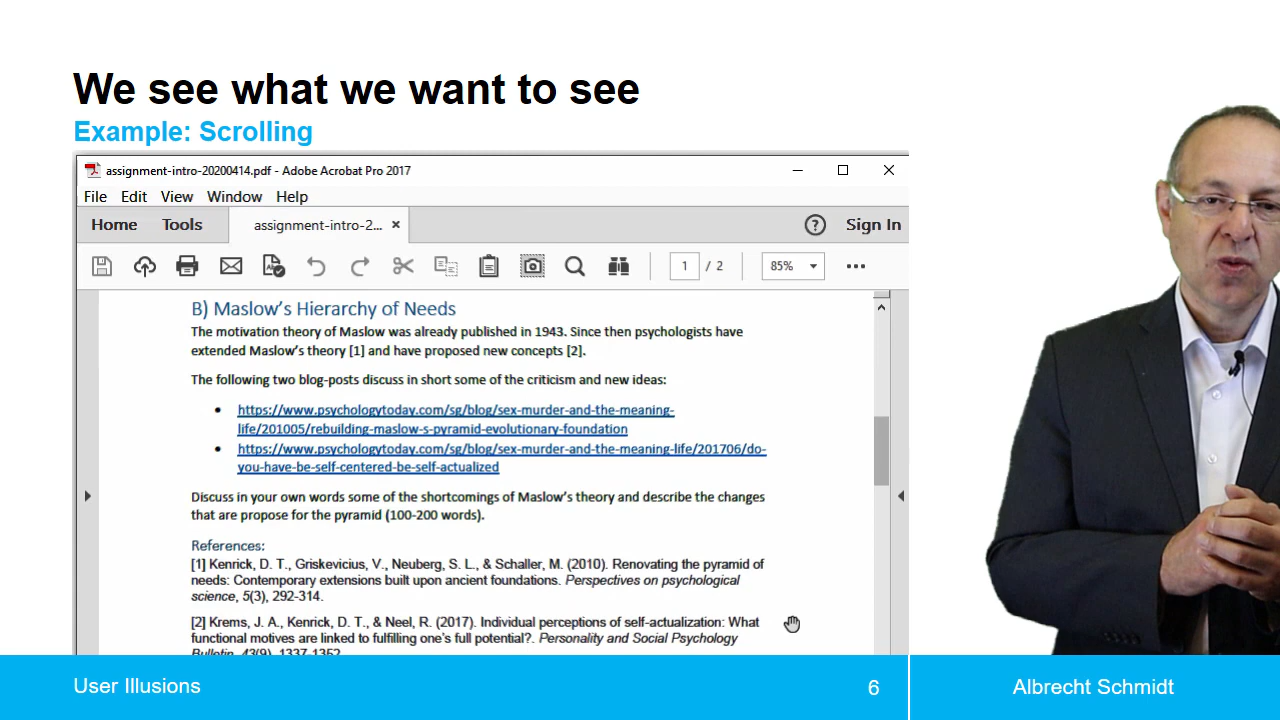 We see what we want to see
Example: Scrolling
assignment-intro-20200414.pdf - Adobe Acrobat Pro 2017
File Edit View Window Help
Home Tools assignment-intro-2... × ? Sign In
1 / 2 85%
B) Maslow's Hierarchy of Needs
The motivation theory of Maslow was already published in 1943. Since then psychologists have
extended Maslow's theory [1] and have proposed new concepts [2].
The following two blog-posts discuss in short some of the criticism and new ideas:
• https://www.psychologytoday.com/sg/blog/sex-murder-and-the-meaning-
life/201005/rebuilding-maslow-s-pyramid-evolutionary-foundation
• https://www.psychologytoday.com/sg/blog/sex-murder-and-the-meaning-life/201706/do-
you-have-be-self-centered-be-self-actualized
Discuss in your own words some of the shortcomings of Maslow's theory and describe the changes
that are propose for the pyramid (100-200 words).
References:
[1] Kenrick, D. T., Griskevicius, V., Neuberg, S. L., & Schaller, M. (2010). Renovating the pyramid of
needs: Contemporary extensions built upon ancient foundations. Perspectives on psychological
science, 5(3), 292-314.
[2] Krems, J. A., Kenrick, D. T., & Neel, R. (2017). Individual perceptions of self-actualization: What
functional motives are linked to fulfilling one's full potential?. Personality and Social Psychology
Bulletin, 43(9), 1337-1352.
User Illusions
6
Albrecht Schmidt